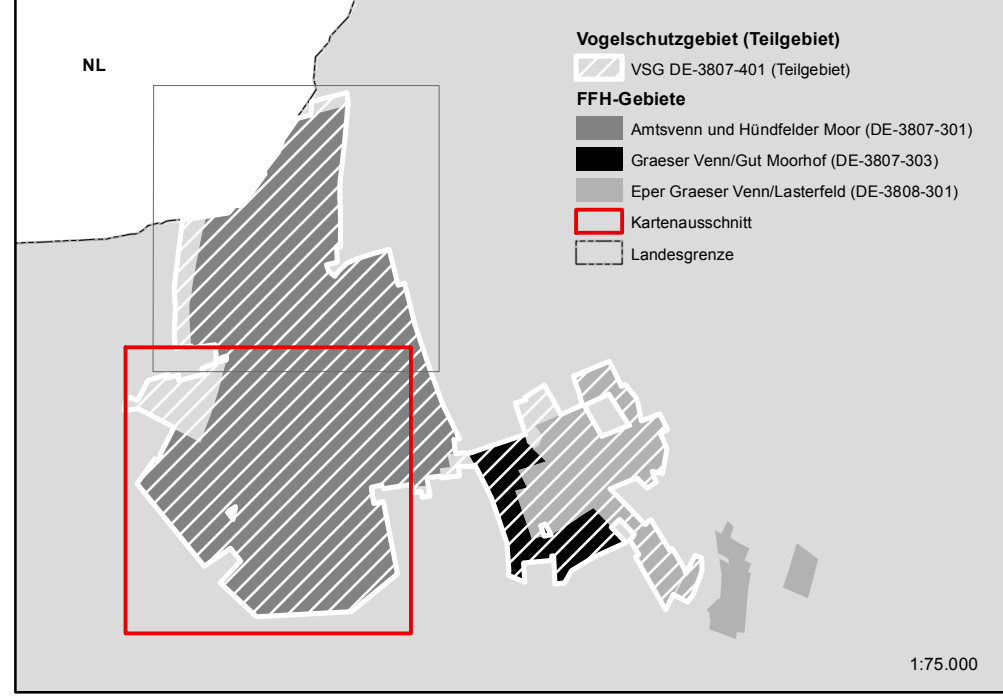 NL
Vogelschutzgebiet (Teilgebiet)
VSG DE-3807-401 (Teilgebiet)
FFH-Gebiete
Amtsvenn und Hündfelder Moor (DE-3807-301)
Graeser Venn/Gut Moorhof (DE-3807-303)
Eper Graeser Venn/Lasterfeld (DE-3808-301)
Kartenausschnitt
Landesgrenze
1:75.000